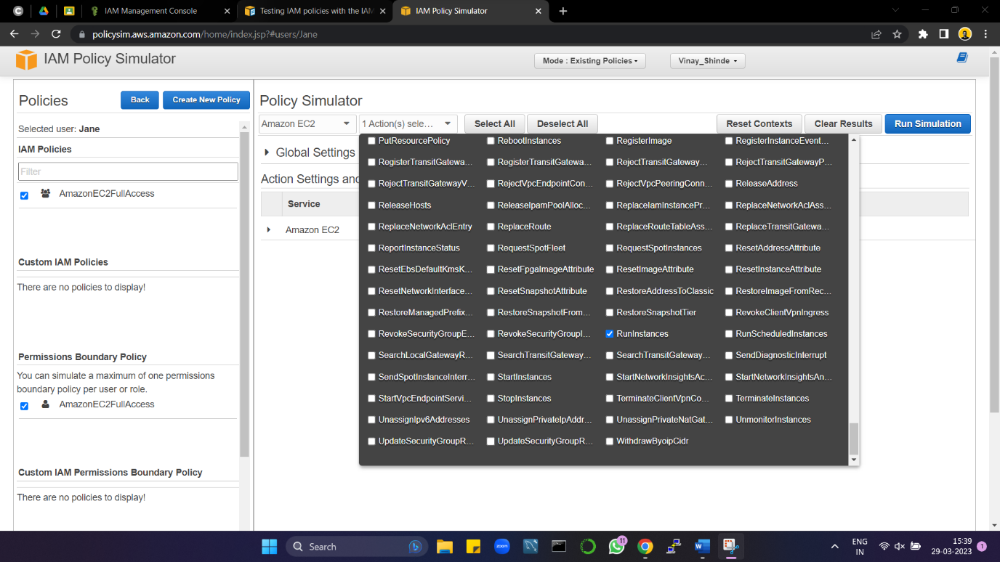 IAM Management Console
Testing IAM policies with the IAM
IAM Policy Simulator
policysim.aws.amazon.com/home/index.jsp?#users/Jane
IAM Policy Simulator
Mode : Existing Policies
Vinay_Shinde
Policies
Back
Create New Policy
Selected user: Jane
IAM Policies
Filter
AmazonEC2FullAccess
Custom IAM Policies
There are no policies to display!
Permissions Boundary Policy
You can simulate a maximum of one permissions
boundary policy per user or role.
AmazonEC2FullAccess
Custom IAM Permissions Boundary Policy
There are no policies to display!
Policy Simulator
Amazon EC2
1 Action(s) sele...
Select All
Deselect All
Reset Contexts
Clear Results
Run Simulation
Global Settings
Action Settings and
Service
Amazon EC2
PutResourcePolicy RebootInstances RegisterImage RegisterInstanceEvent...
RegisterTransitGatewa... RegisterTransitGatewa... RejectTransitGateway... RejectTransitGatewayP...
RejectTransitGatewayV... RejectVpcEndpointCon... RejectVpcPeeringConn... ReleaseAddress
ReleaseHosts ReleaseIpamPoolAlloc... ReplaceIamInstancePr... ReplaceNetworkAclAss...
ReplaceNetworkAclEntry ReplaceRoute ReplaceRouteTableAss... ReplaceTransitGatewa...
ReportInstanceStatus RequestSpotFleet RequestSpotInstances ResetAddressAttribute
ResetEbsDefaultKmsK... ResetFpgaImageAttribute ResetImageAttribute ResetInstanceAttribute
ResetNetworkInterface... ResetSnapshotAttribute RestoreAddressToClassic RestoreImageFromRec...
RestoreManagedPrefix... RestoreSnapshotFrom... RestoreSnapshotTier RevokeClientVpnIngress
RevokeSecurityGroupE... RevokeSecurityGroupI... RunInstances RunScheduledInstances
SearchLocalGatewayR... SearchTransitGateway... SearchTransitGateway... SendDiagnosticInterrupt
SendSpotInstanceInterr... StartInstances StartNetworkInsightsAc... StartNetworkInsightsAn...
StartVpcEndpointServi... StopInstances TerminateClientVpnCo... TerminateInstances
UnassignIpv6Addresses UnassignPrivateIpAddr... UnassignPrivateNatGat... UnmonitorInstances
UpdateSecurityGroupR... UpdateSecurityGroupR... WithdrawByoipCidr
Search
zoom
11
ENG
IN
15:39
29-03-2023
1